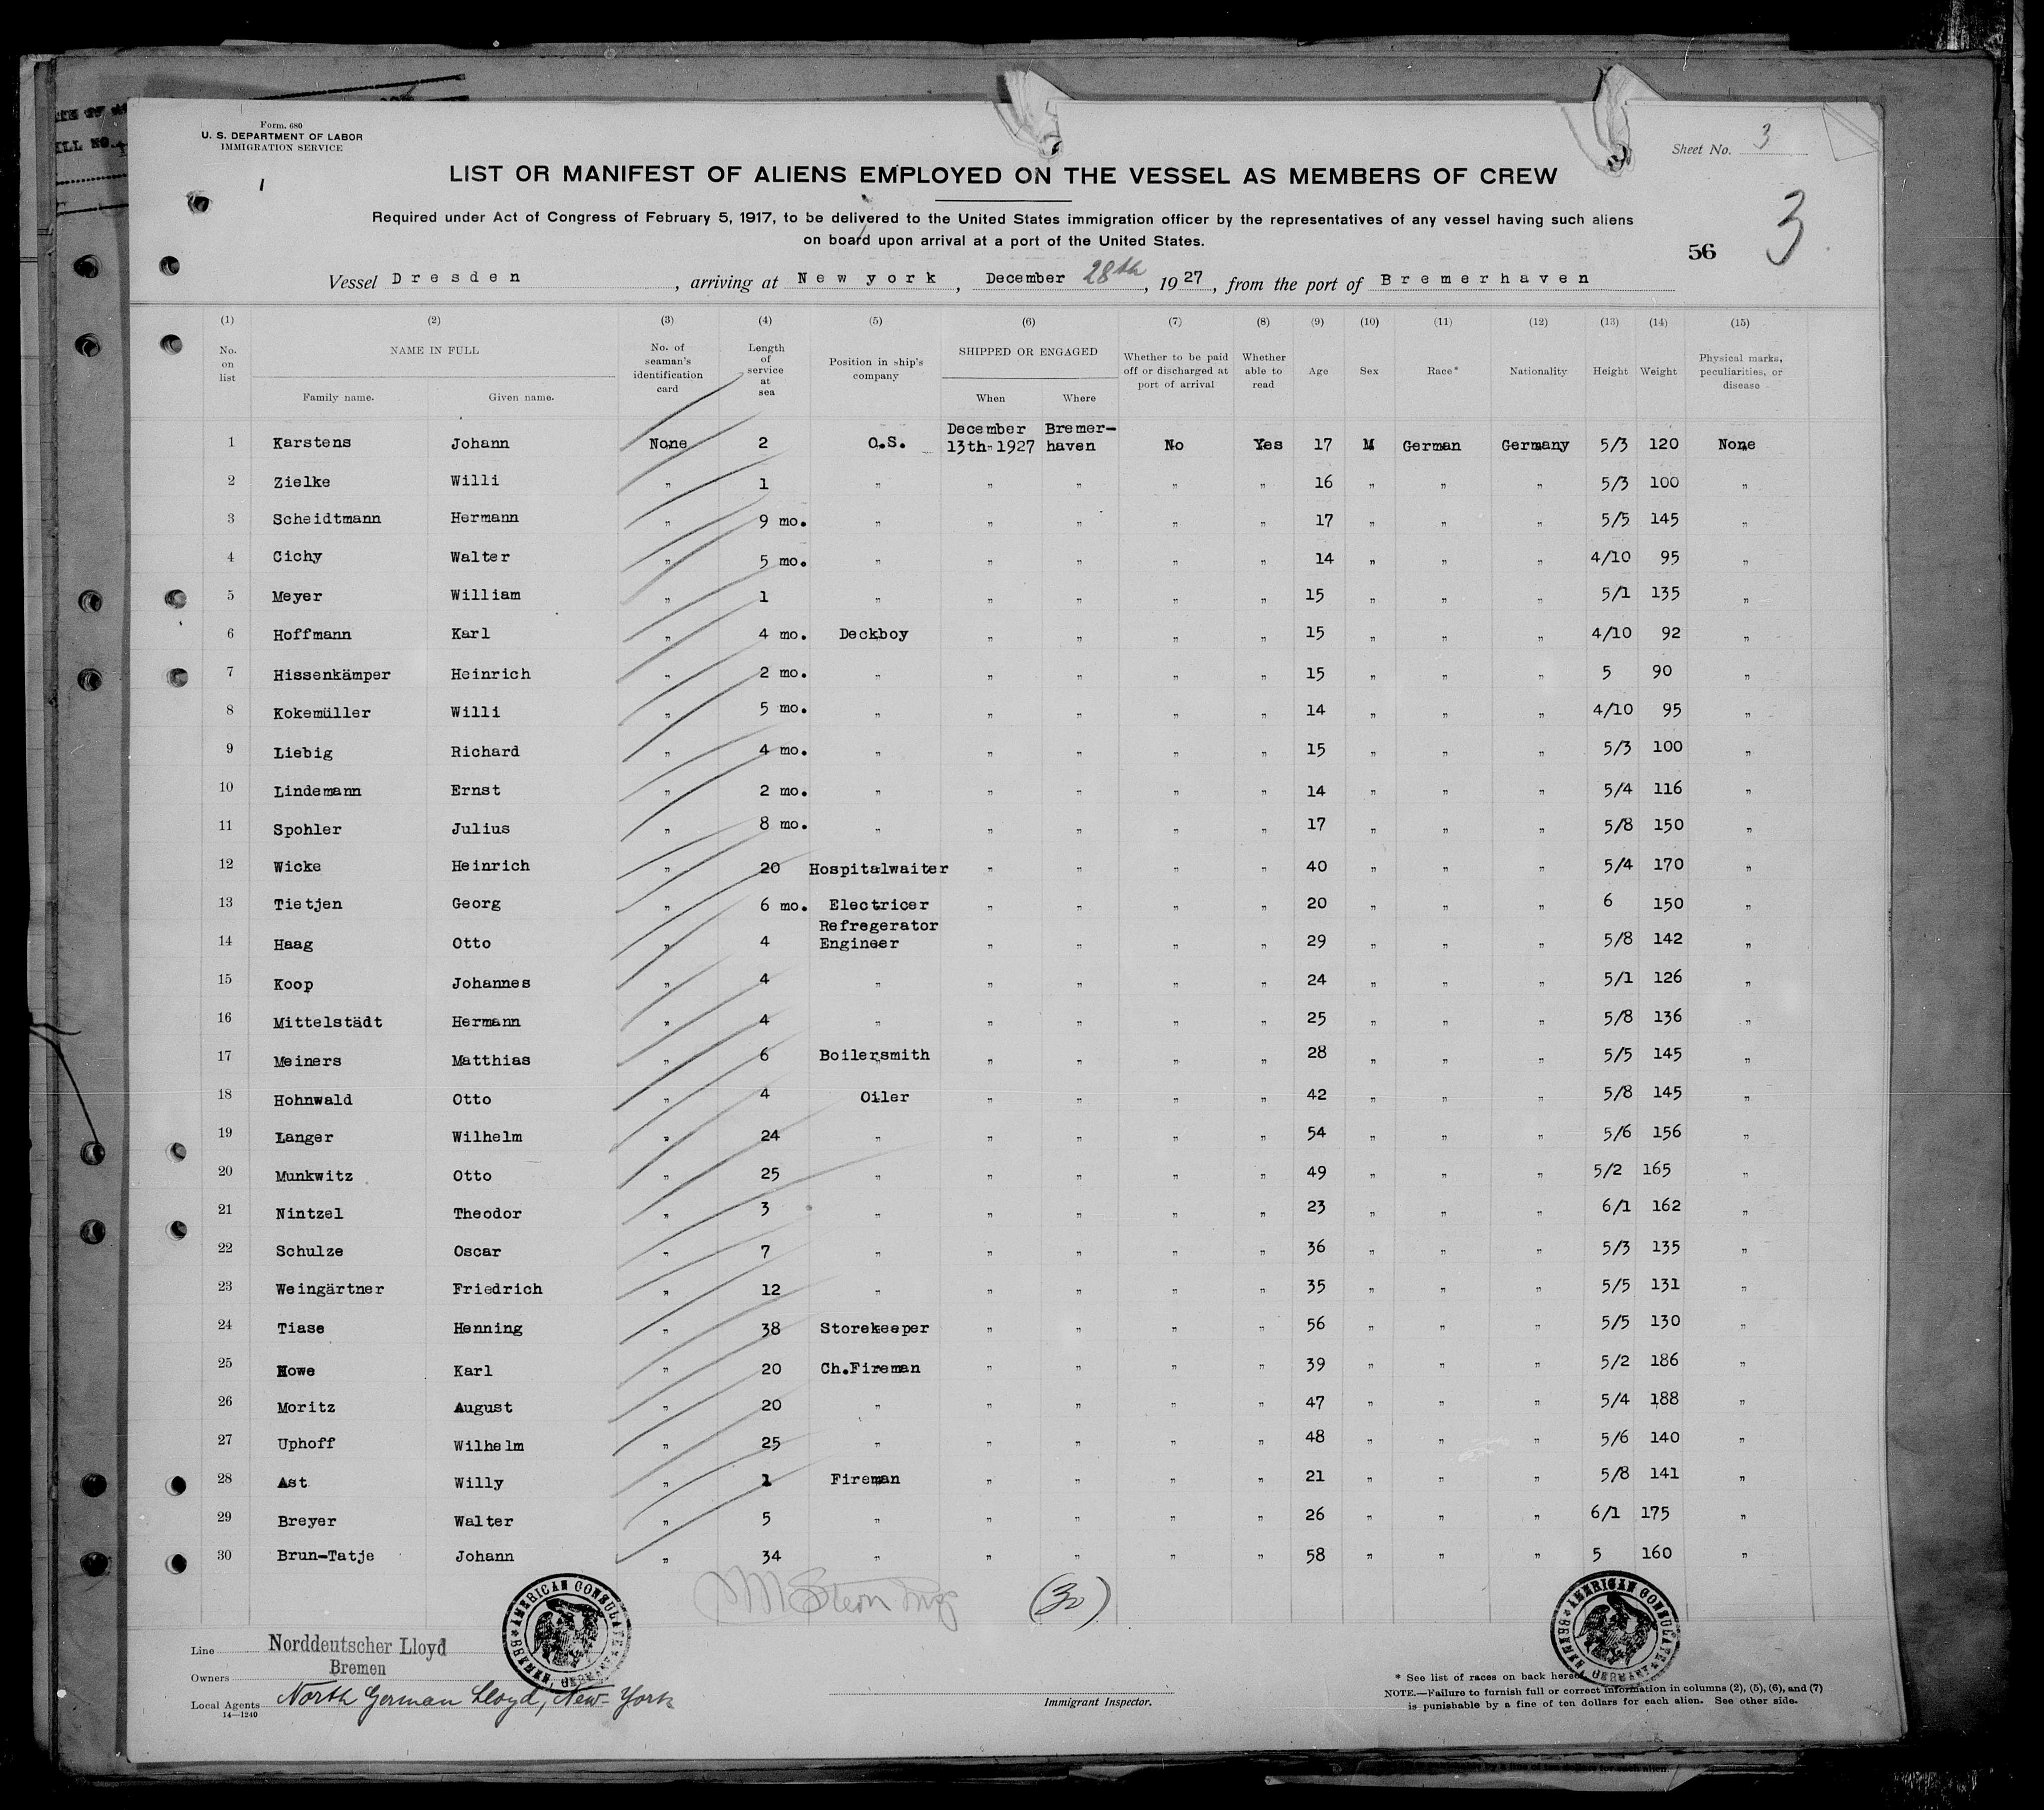 Form. 680
U. S. DEPARTMENT OF LABOR
IMMIGRATION SERVICE
Sheet No. 3
LIST OR MANIFEST OF ALIENS EMPLOYED ON THE VESSEL AS MEMBERS OF CREW
Required under Act of Congress of February 5, 1917, to be delivered to the United States immigration officer by the representatives of any vessel having such aliens
on board upon arrival at a port of the United States.
56 3
Vessel Dresden, arriving at New york, December 28th, 1927, from the port of Bremerhaven
(1) (2) (3) (4) (5) (6) (7) (8) (9) (10) (11) (12) (13) (14) (15)
No. on list NAME IN FULL Family name. Given name. No. of seaman's identification card Length of service at sea Position in ship's company SHIPPED OR ENGAGED When Where Whether to be paid off or discharged at port of arrival Whether able to read Age Sex Race* Nationality Height Weight Physical marks, peculiarities, or disease
1 Karstens Johann None 2 O.S. December 13th-1927 Bremer-haven No Yes 17 M German Germany 5/3 120 None
2 Zielke Willi " 1 " " " " " 16 " " " 5/3 100 "
3 Scheidtmann Hermann " 9 mo. " " " " " 17 " " " 5/5 145 "
4 Cichy Walter " 5 mo. " " " " " 14 " " " 4/10 95 "
5 Meyer William " 1 " " " " " 15 " " " 5/1 135 "
6 Hoffmann Karl " 4 mo. Deckboy " " " " 15 " " " 4/10 92 "
7 Hissenkämper Heinrich " 2 mo. " " " " " 15 " " " 5 90 "
8 Kokemüller Willi " 5 mo. " " " " " 14 " " " 4/10 95 "
9 Liebig Richard " 4 mo. " " " " " 15 " " " 5/3 100 "
10 Lindemann Ernst " 2 mo. " " " " " 14 " " " 5/4 116 "
11 Spohler Julius " 8 mo. " " " " " 17 " " " 5/8 150 "
12 Wicke Heinrich " 20 Hospitalwaiter " " " " 40 " " " 5/4 170 "
13 Tietjen Georg " 6 mo. Electricer " " " " 20 " " " 6 150 "
14 Haag Otto " 4 Refregerator Engineer " " " " 29 " " " 5/8 142 "
15 Koop Johannes " 4 " " " " " 24 " " " 5/1 126 "
16 Mittelstädt Hermann " 4 " " " " " 25 " " " 5/8 136 "
17 Meiners Matthias " 6 Boilersmith " " " " 28 " " " 5/5 145 "
18 Hohnwald Otto " 4 Oiler " " " " 42 " " " 5/8 145 "
19 Langer Wilhelm " 24 " " " " " 54 " " " 5/6 156 "
20 Munkwitz Otto " 25 " " " " " 49 " " " 5/2 165 "
21 Nintzel Theodor " 3 " " " " " 23 " " " 6/1 162 "
22 Schulze Oscar " 7 " " " " " 36 " " " 5/3 135 "
23 Weingärtner Friedrich " 12 " " " " " 35 " " " 5/5 131 "
24 Tiase Henning " 38 Storekeeper " " " " 56 " " " 5/5 130 "
25 Howe Karl " 20 Ch.Fireman " " " " 39 " " " 5/2 186 "
26 Moritz August " 20 " " " " " 47 " " " 5/4 188 "
27 Uphoff Wilhelm " 25 " " " " " 48 " " " 5/6 140 "
28 Ast Willy " 1 Fireman " " " " 21 " " " 5/8 141 "
29 Breyer Walter " 5 " " " " " 26 " " " 6/1 175 "
30 Brun-Tatje Johann " 34 " " " " " 58 " " " 5 160 "
(30)
AMERICAN CONSULATE BREMEN, GERMANY
AMERICAN CONSULATE BREMEN, GERMANY
Line Norddeutscher Lloyd
Owners Bremen
Local Agents North German Lloyd, New-York
14—1240
Immigrant Inspector.
* See list of races on back hereof.
NOTE.—Failure to furnish full or correct information in columns (2), (5), (6), and (7)
is punishable by a fine of ten dollars for each alien. See other side.